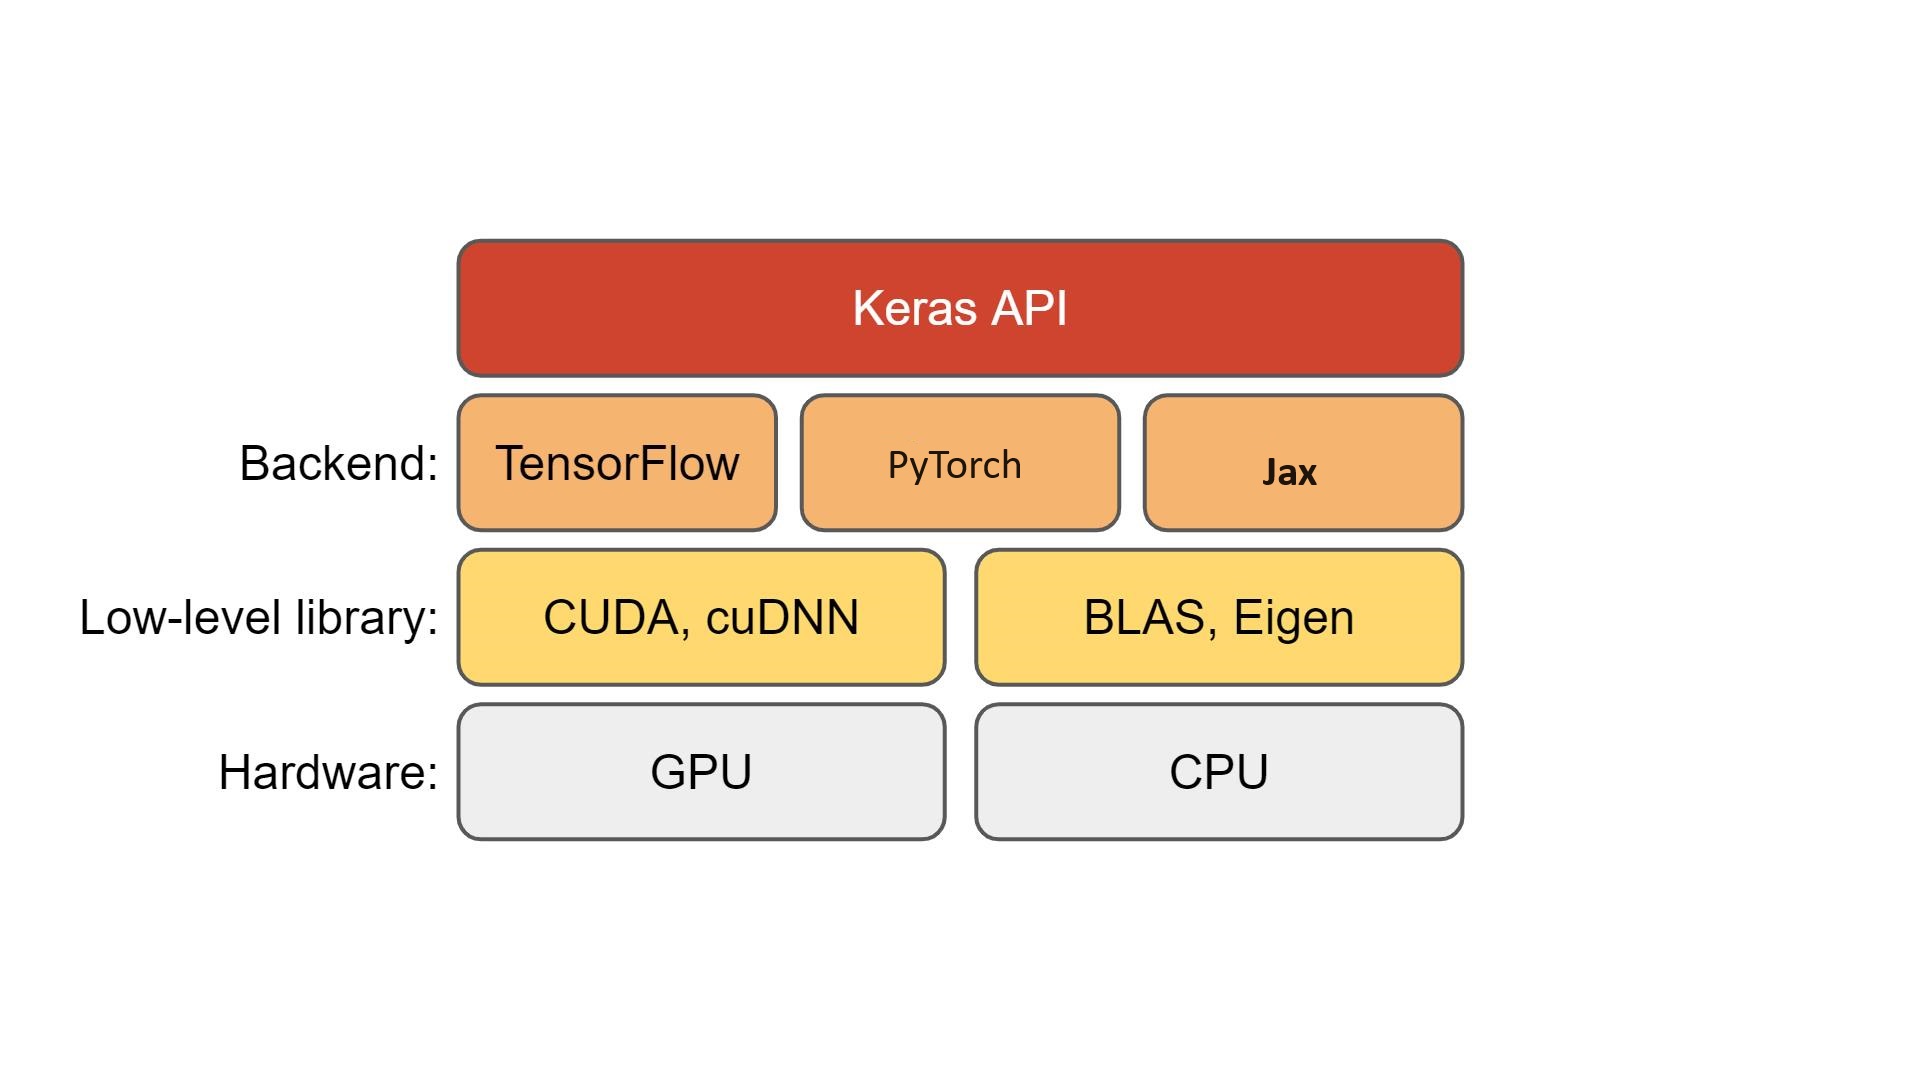 Keras API
Backend: TensorFlow PyTorch Jax
Low-level library: CUDA, cuDNN BLAS, Eigen
Hardware: GPU CPU